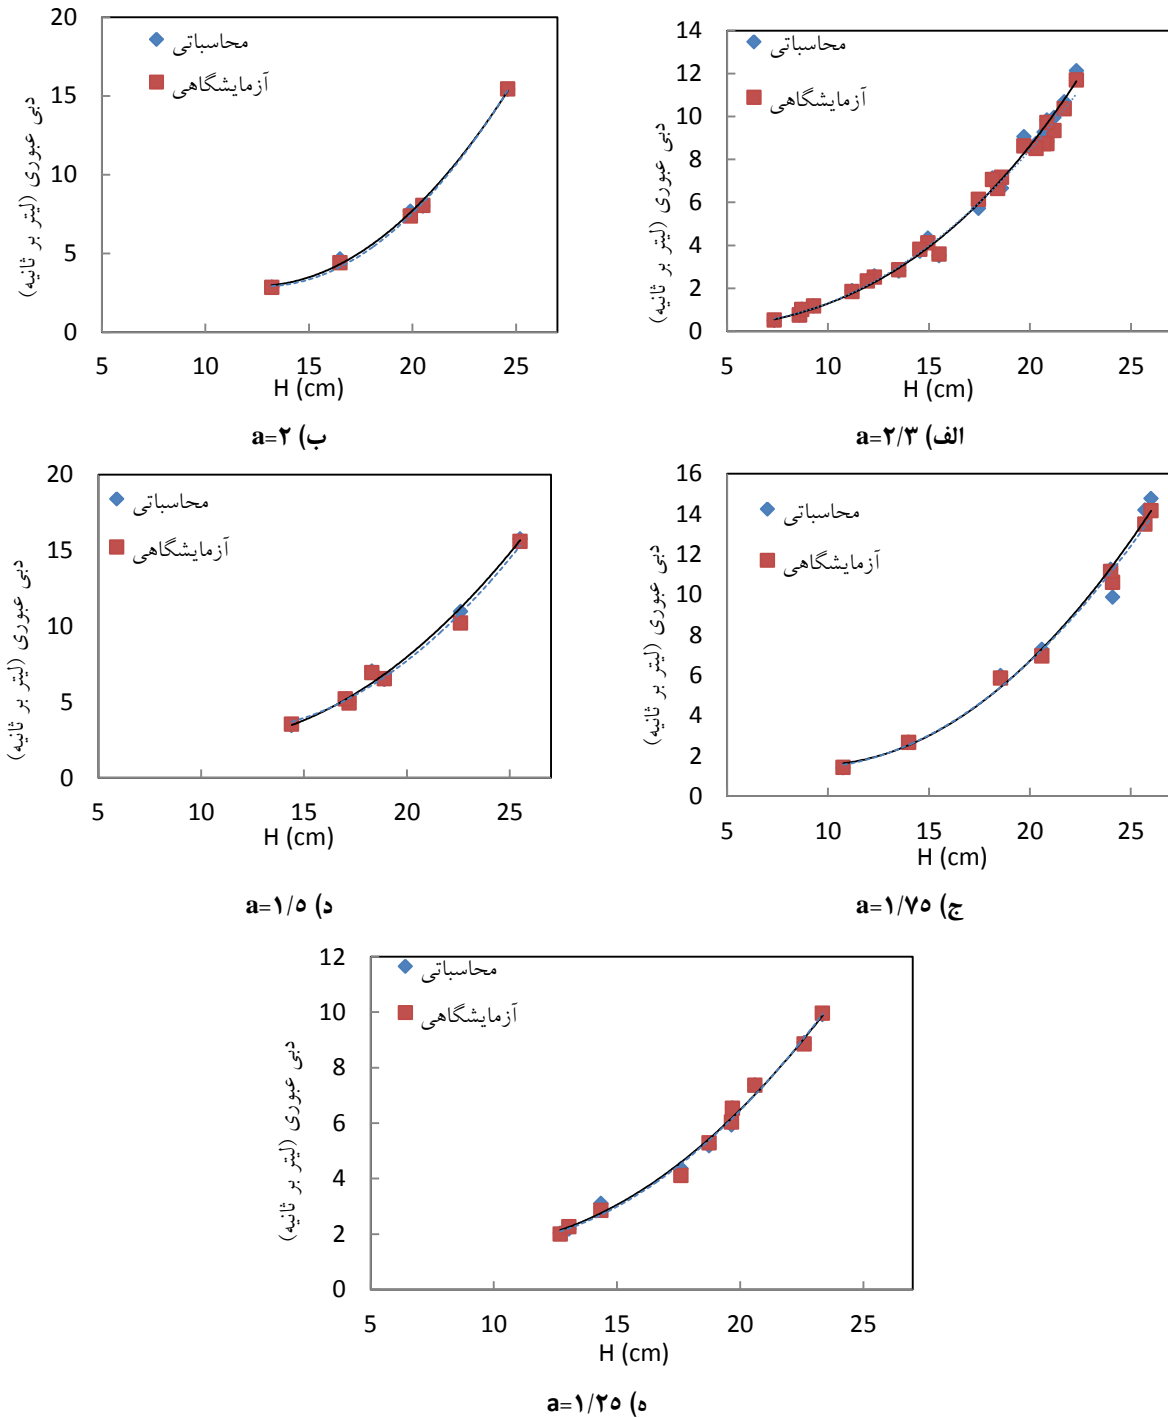 20
15
10
5
0
5
10
15
20
25
محاسباتی
آزمایشگاهی
دبی عبوری (لیتر بر ثانیه)
H (cm)
ب) a=۲
14
12
10
8
6
4
2
0
5
10
15
20
25
محاسباتی
آزمایشگاهی
دبی عبوری (لیتر بر ثانیه)
H (cm)
الف) a=۲/۳
20
15
10
5
0
5
10
15
20
25
محاسباتی
آزمایشگاهی
دبی عبوری (لیتر بر ثانیه)
H (cm)
د) a=۱/۵
16
14
12
10
8
6
4
2
0
5
10
15
20
25
محاسباتی
آزمایشگاهی
دبی عبوری (لیتر بر ثانیه)
H (cm)
ج) a=۱/۷۵
12
10
8
6
4
2
0
5
10
15
20
25
محاسباتی
آزمایشگاهی
دبی عبوری (لیتر بر ثانیه)
H (cm)
ه) a=۱/۲۵